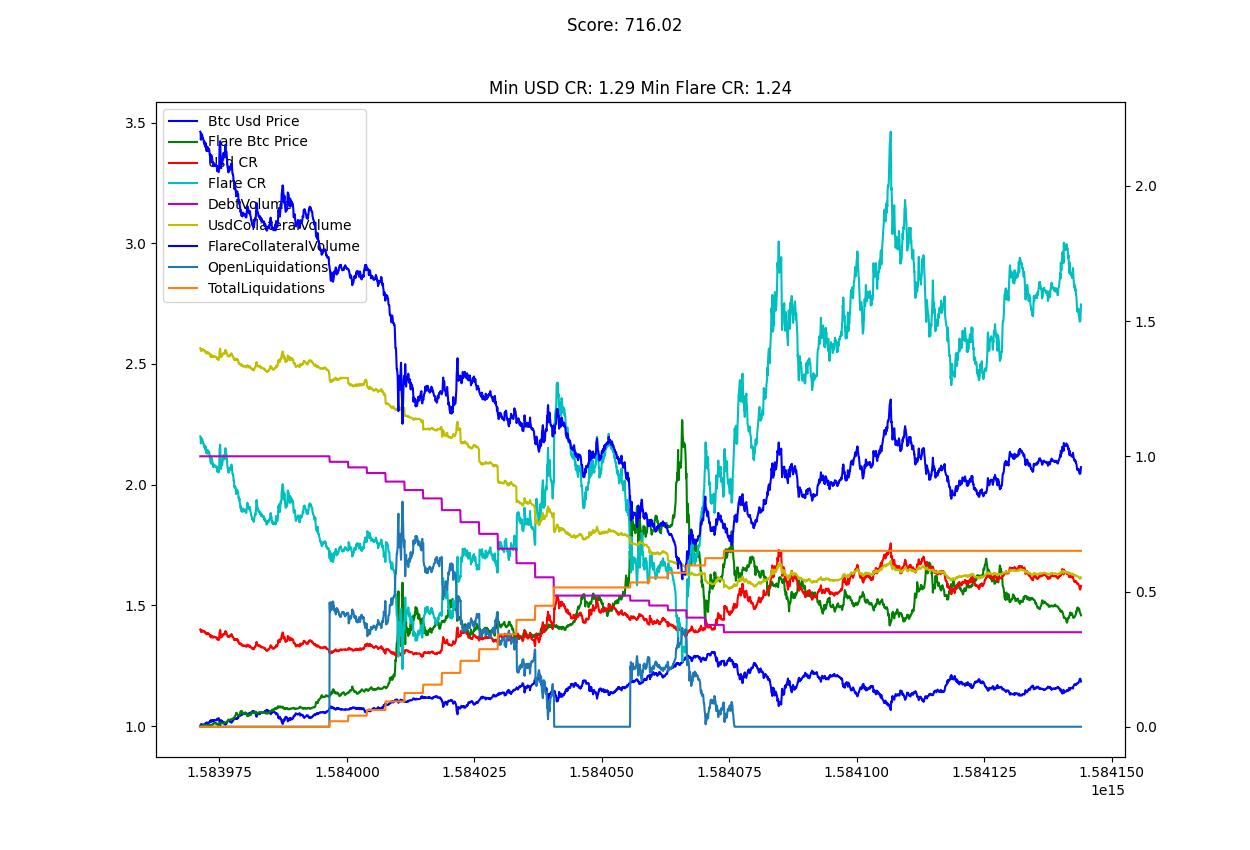 Score: 716.02
Min USD CR: 1.29 Min Flare CR: 1.24
3.5
3.0
2.5
2.0
1.5
1.0
Btc Usd Price
Flare Btc Price
Usd CR
Flare CR
DebtVolume
UsdCollateralVolume
FlareCollateralVolume
OpenLiquidations
TotalLiquidations
2.0
1.5
1.0
0.5
0.0
1.583975 1.584000 1.584025 1.584050 1.584075 1.584100 1.584125 1.584150
1e15